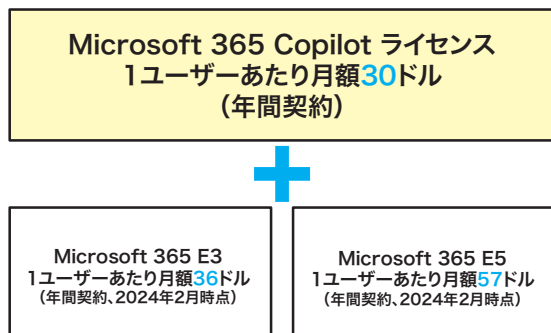 Microsoft 365 Copilot ライセンス
1ユーザーあたり月額30ドル
（年間契約）
Microsoft 365 E3
1ユーザーあたり月額36ドル
（年間契約、2024年2月時点）
Microsoft 365 E5
1ユーザーあたり月額57ドル
（年間契約、2024年2月時点）